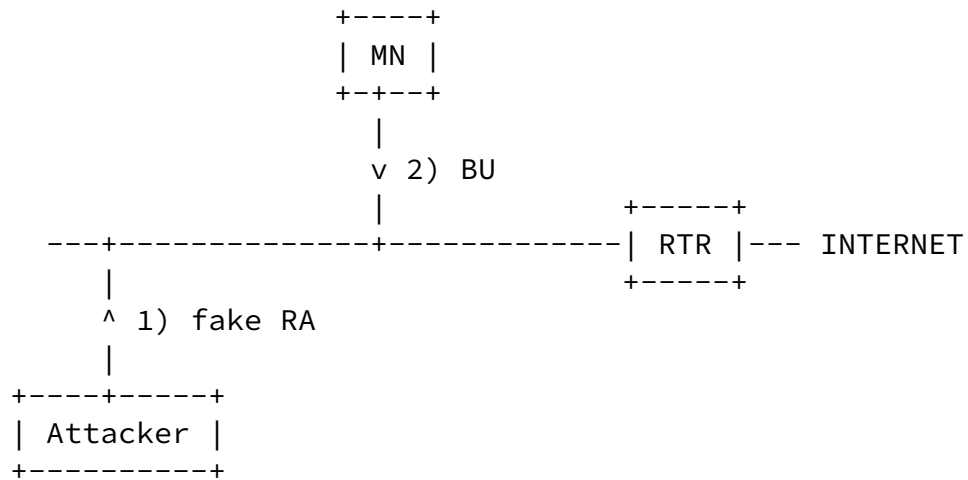 +----+
| MN |
+-+--+
|
v 2) BU
|
+-----+
---+--------------+-------------| RTR |--- INTERNET
| +-----+
^ 1) fake RA
|
+----+-----+
| Attacker |
+----------+